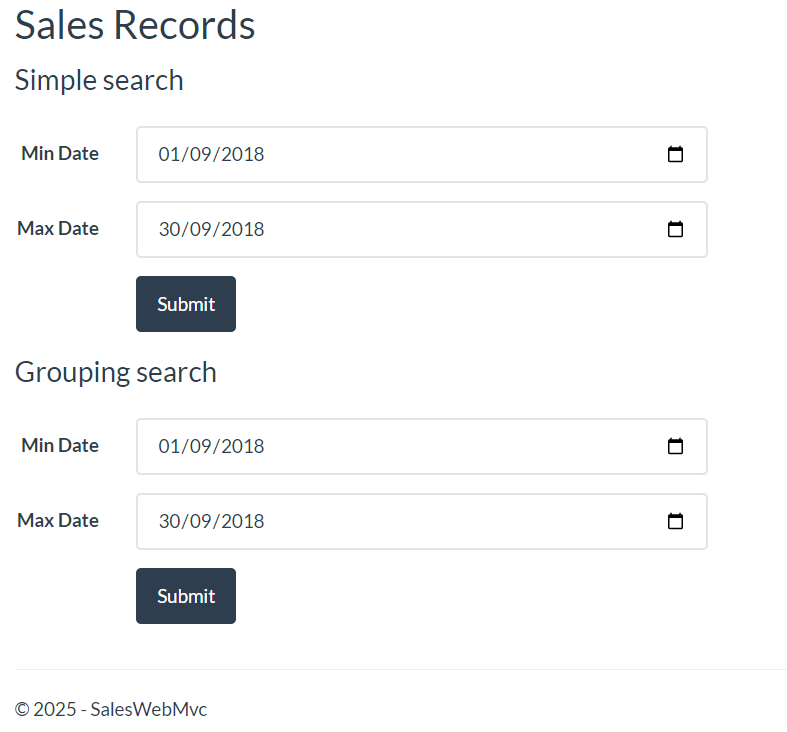 Sales Records
Simple search
Min Date 01/09/2018
Max Date 30/09/2018
Submit
Grouping search
Min Date 01/09/2018
Max Date 30/09/2018
Submit
© 2025 - SalesWebMvc